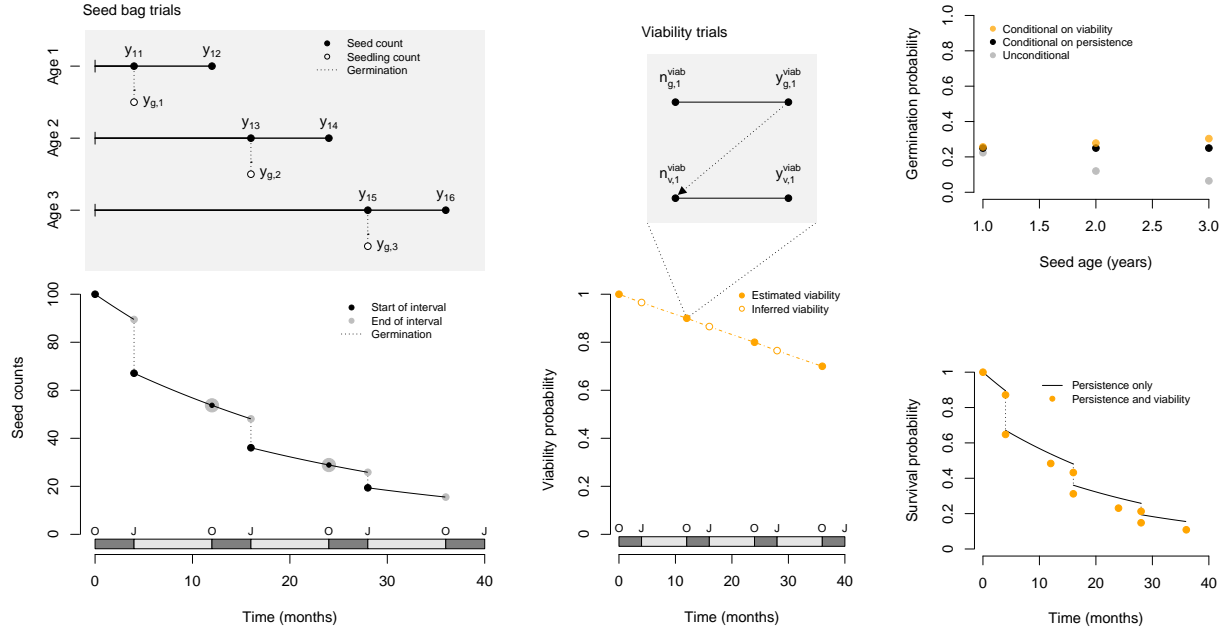 Seed bag trials
Age 1
Age 2
Age 3
y11
y12
yg,1
y13
y14
yg,2
y15
y16
yg,3
Seed count
Seedling count
Germination
Seed counts
100
80
60
40
20
0
Start of interval
End of interval
Germination
O J O J O J O J
0 10 20 30 40
Time (months)
Viability trials
n g,1 viab
y g,1 viab
n v,1 viab
y v,1 viab
Viability probability
1
0.8
0.6
0.4
0.2
0
Estimated viability
Inferred viability
O J O J O J O J
0 10 20 30 40
Time (months)
Germination probability
1.0
0.8
0.6
0.4
0.2
0.0
Conditional on viability
Conditional on persistence
Unconditional
1.0 1.5 2.0 2.5 3.0
Seed age (years)
Survival probability
1
0.8
0.6
0.4
0.2
0
Persistence only
Persistence and viability
0 10 20 30 40
Time (months)